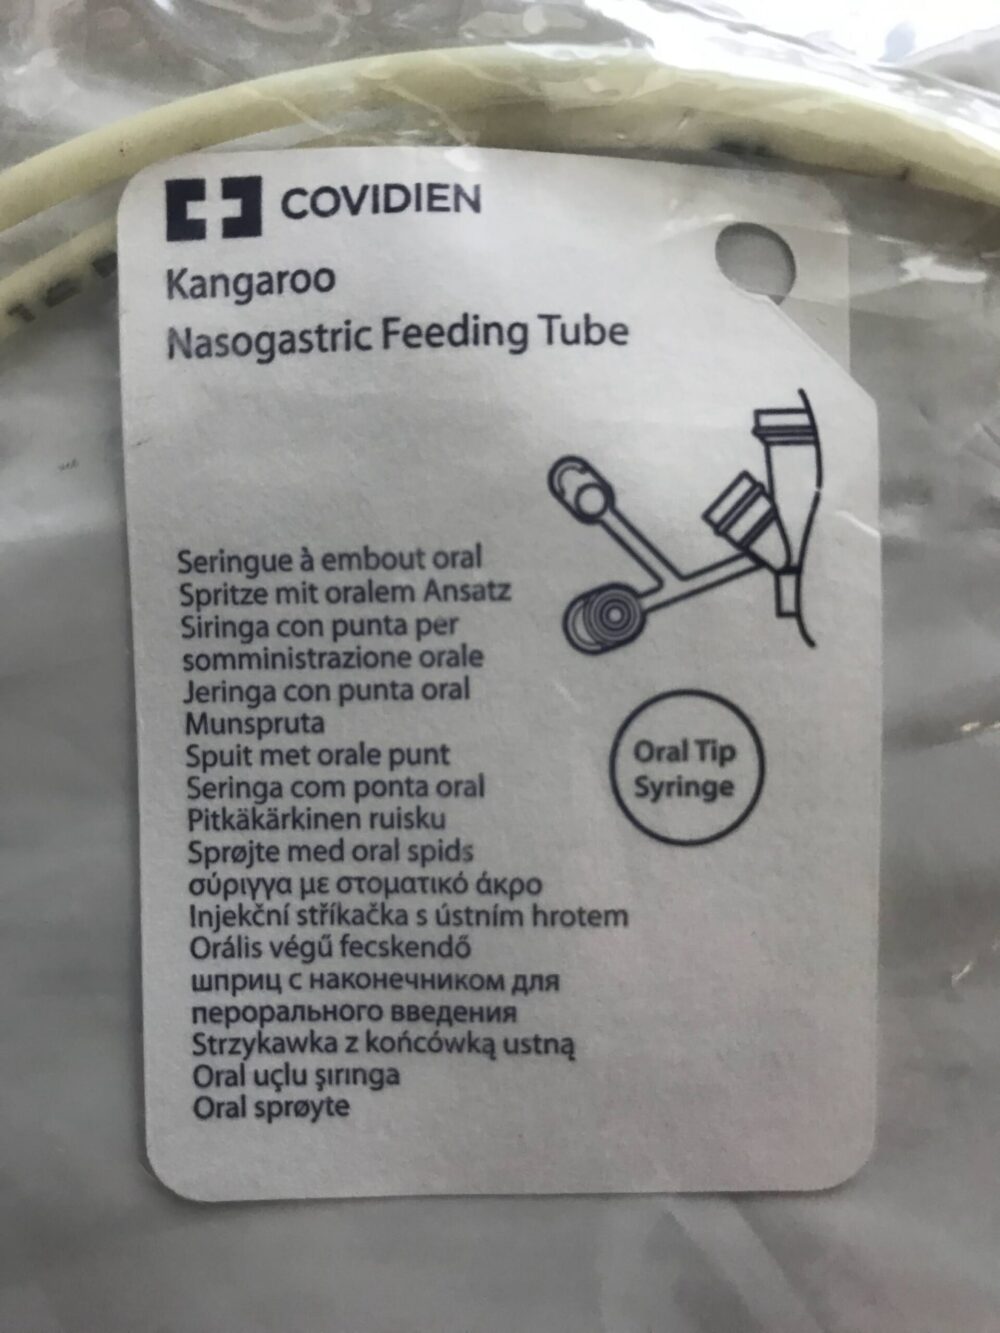 COVIDIEN
Kangaroo
Nasogastric Feeding Tube
Seringue à embout oral
Spritze mit oralem Ansatz
Siringa con punta per
somministrazione orale
Jeringa con punta oral
Munspruta
Spuit met orale punt
Seringa com ponta oral
Pitkäkärkinen ruisku
Sprøjte med oral spids
σύριγγα με στοματικό άκρο
Injekční stříkačka s ústním hrotem
Orális végű fecskendő
шприц с наконечником для
перорального введения
Strzykawka z końcówką ustną
Oral uçlu şırınga
Oral sprøyte
Oral Tip
Syringe